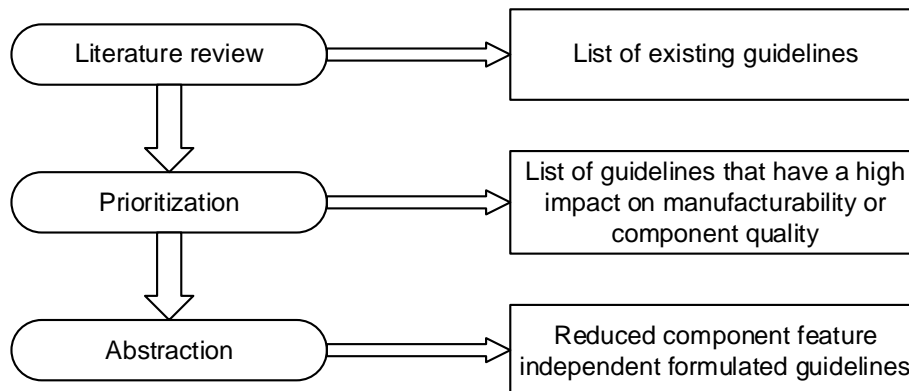 Literature review
List of existing guidelines
Prioritization
List of guidelines that have a high
impact on manufacturability or
component quality
Abstraction
Reduced component feature
independent formulated guidelines